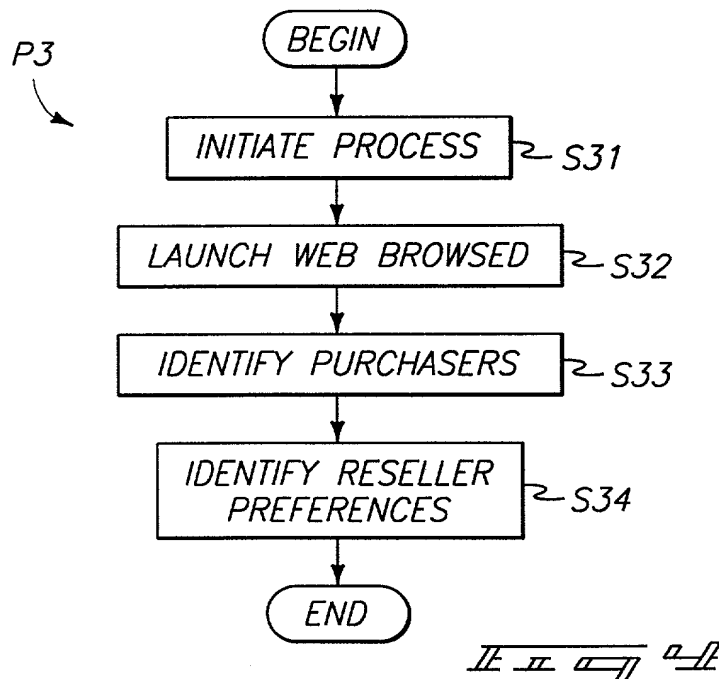 BEGIN
P3
INITIATE PROCESS
S31
LAUNCH WEB BROWSED
S32
IDENTIFY PURCHASERS
S33
IDENTIFY RESELLER
PREFERENCES
S34
END